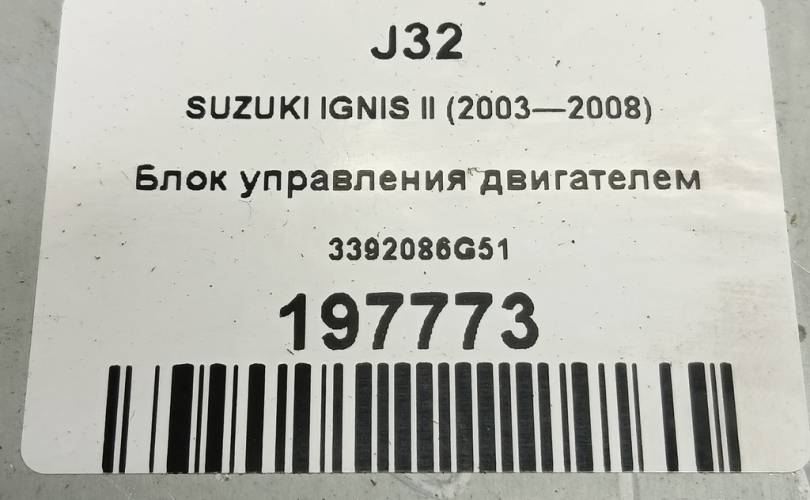 J32
SUZUKI IGNIS II (2003—2008)
Блок управления двигателем
3392086G51
197773